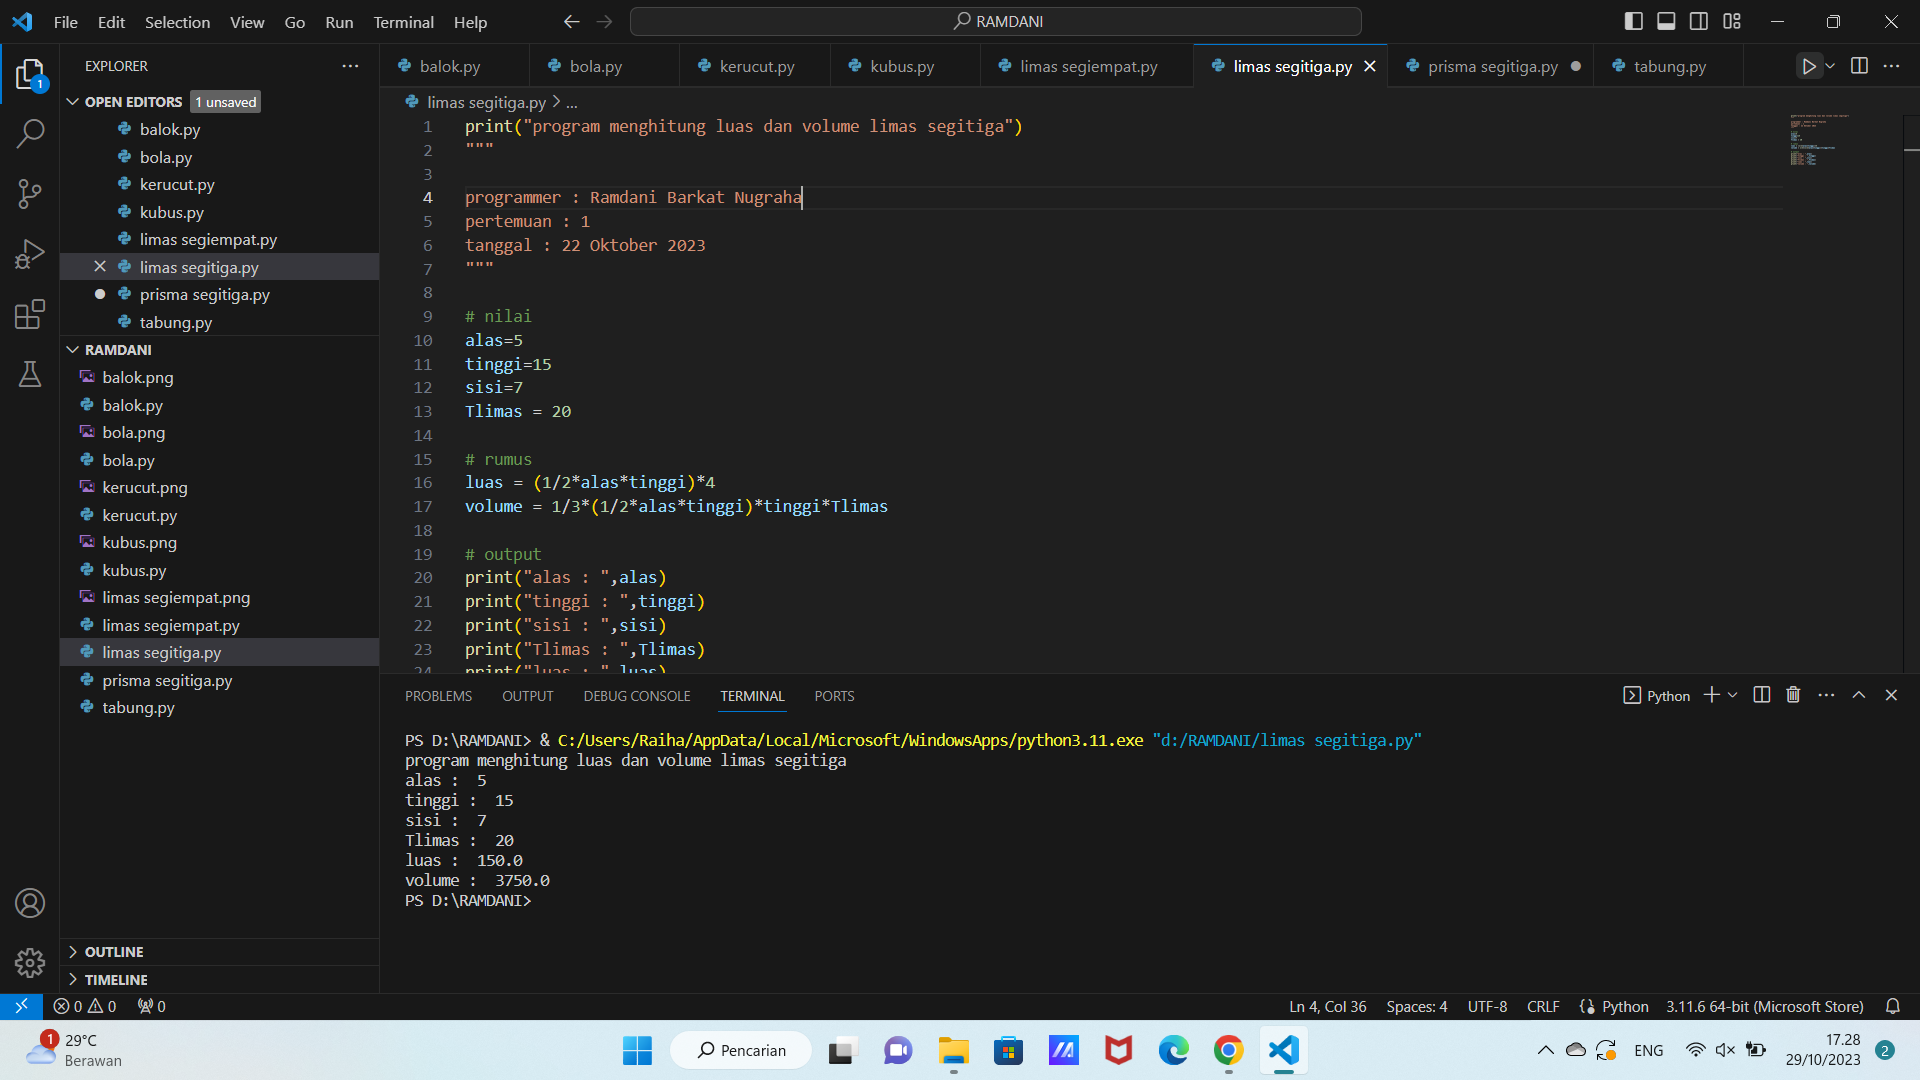 File Edit Selection View Go Run Terminal Help RAMDANI
EXPLORER
OPEN EDITORS 1 unsaved
balok.py
bola.py
kerucut.py
kubus.py
limas segiempat.py
limas segitiga.py
prisma segitiga.py
tabung.py
RAMDANI
balok.png
balok.py
bola.png
bola.py
kerucut.png
kerucut.py
kubus.png
kubus.py
limas segiempat.png
limas segiempat.py
limas segitiga.py
prisma segitiga.py
tabung.py
OUTLINE
TIMELINE
balok.py bola.py kerucut.py kubus.py limas segiempat.py limas segitiga.py prisma segitiga.py tabung.py
limas segitiga.py > ...
1 print("program menghitung luas dan volume limas segitiga")
2 """
3
4 programmer : Ramdani Barkat Nugraha
5 pertemuan : 1
6 tanggal : 22 Oktober 2023
7 """
8
9 # nilai
10 alas=5
11 tinggi=15
12 sisi=7
13 Tlimas = 20
14
15 # rumus
16 luas = (1/2*alas*tinggi)*4
17 volume = 1/3*(1/2*alas*tinggi)*tinggi*Tlimas
18
19 # output
20 print("alas : ",alas)
21 print("tinggi : ",tinggi)
22 print("sisi : ",sisi)
23 print("Tlimas : ",Tlimas)
24 print("luas : ",luas)
PROBLEMS OUTPUT DEBUG CONSOLE TERMINAL PORTS Python
PS D:\RAMDANI> & C:/Users/Raiha/AppData/Local/Microsoft/WindowsApps/python3.11.exe "d:/RAMDANI/limas segitiga.py"
program menghitung luas dan volume limas segitiga
alas :  5
tinggi :  15
sisi :  7
Tlimas :  20
luas :  150.0
volume :  3750.0
PS D:\RAMDANI>
0 0 0 Ln 4, Col 36 Spaces: 4 UTF-8 CRLF Python 3.11.6 64-bit (Microsoft Store)
1 29°C
Berawan
Pencarian
ENG
17.28
29/10/2023
2